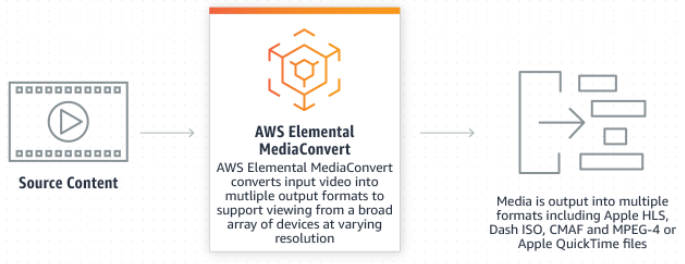 Source Content
AWS Elemental
MediaConvert
AWS Elemental MediaConvert
converts input video into
mutliple output formats to
support viewing from a broad
array of devices at varying
resolution
Media is output into multiple
formats including Apple HLS,
Dash ISO, CMAF and MPEG-4 or
Apple QuickTime files